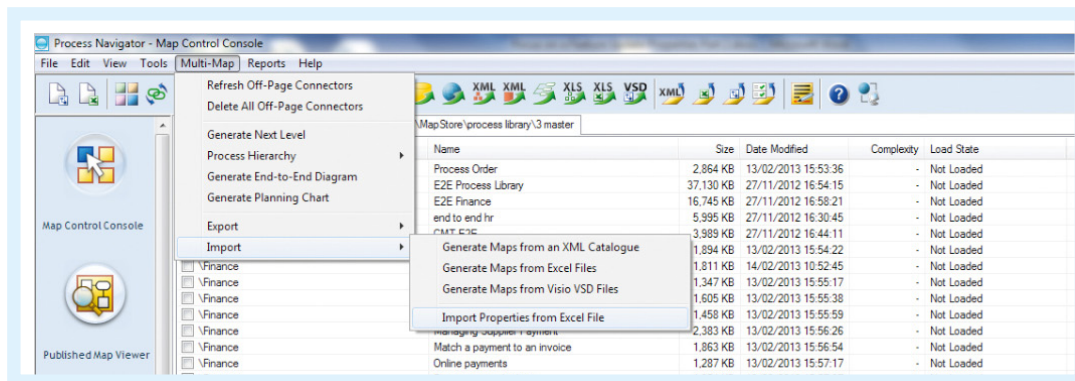 Process Navigator - Map Control Console
File Edit View Tools Multi-Map Reports Help
XML XML XLS XLS VSD XML
Refresh Off-Page Connectors
Delete All Off-Page Connectors
Generate Next Level
Process Hierarchy
Generate End-to-End Diagram
Generate Planning Chart
Export
Import
Generate Maps from an XML Catalogue
Generate Maps from Excel Files
Generate Maps from Visio VSD Files
Import Properties from Excel File
Map Control Console
Published Map Viewer
\MapStore\process library\3 master
Name Size Date Modified Complexity Load State
Process Order 2,864 KB 13/02/2013 15:53:36 - Not Loaded
E2E Process Library 37,130 KB 27/11/2012 16:54:15 - Not Loaded
E2E Finance 16,745 KB 27/11/2012 16:58:21 - Not Loaded
end to end hr 5,995 KB 27/11/2012 16:30:45 - Not Loaded
CMT E2E 3,989 KB 27/11/2012 16:44:11 - Not Loaded
1,894 KB 13/02/2013 15:54:22 - Not Loaded
\Finance 1,811 KB 14/02/2013 10:52:45 - Not Loaded
\Finance 1,347 KB 13/02/2013 15:55:17 - Not Loaded
\Finance 1,605 KB 13/02/2013 15:55:38 - Not Loaded
\Finance 1,458 KB 13/02/2013 15:55:59 - Not Loaded
\Finance Managing Supplier Payment 2,383 KB 13/02/2013 15:56:26 - Not Loaded
\Finance Match a payment to an invoice 1,863 KB 13/02/2013 15:56:54 - Not Loaded
\Finance Online payments 1,287 KB 13/02/2013 15:57:17 - Not Loaded